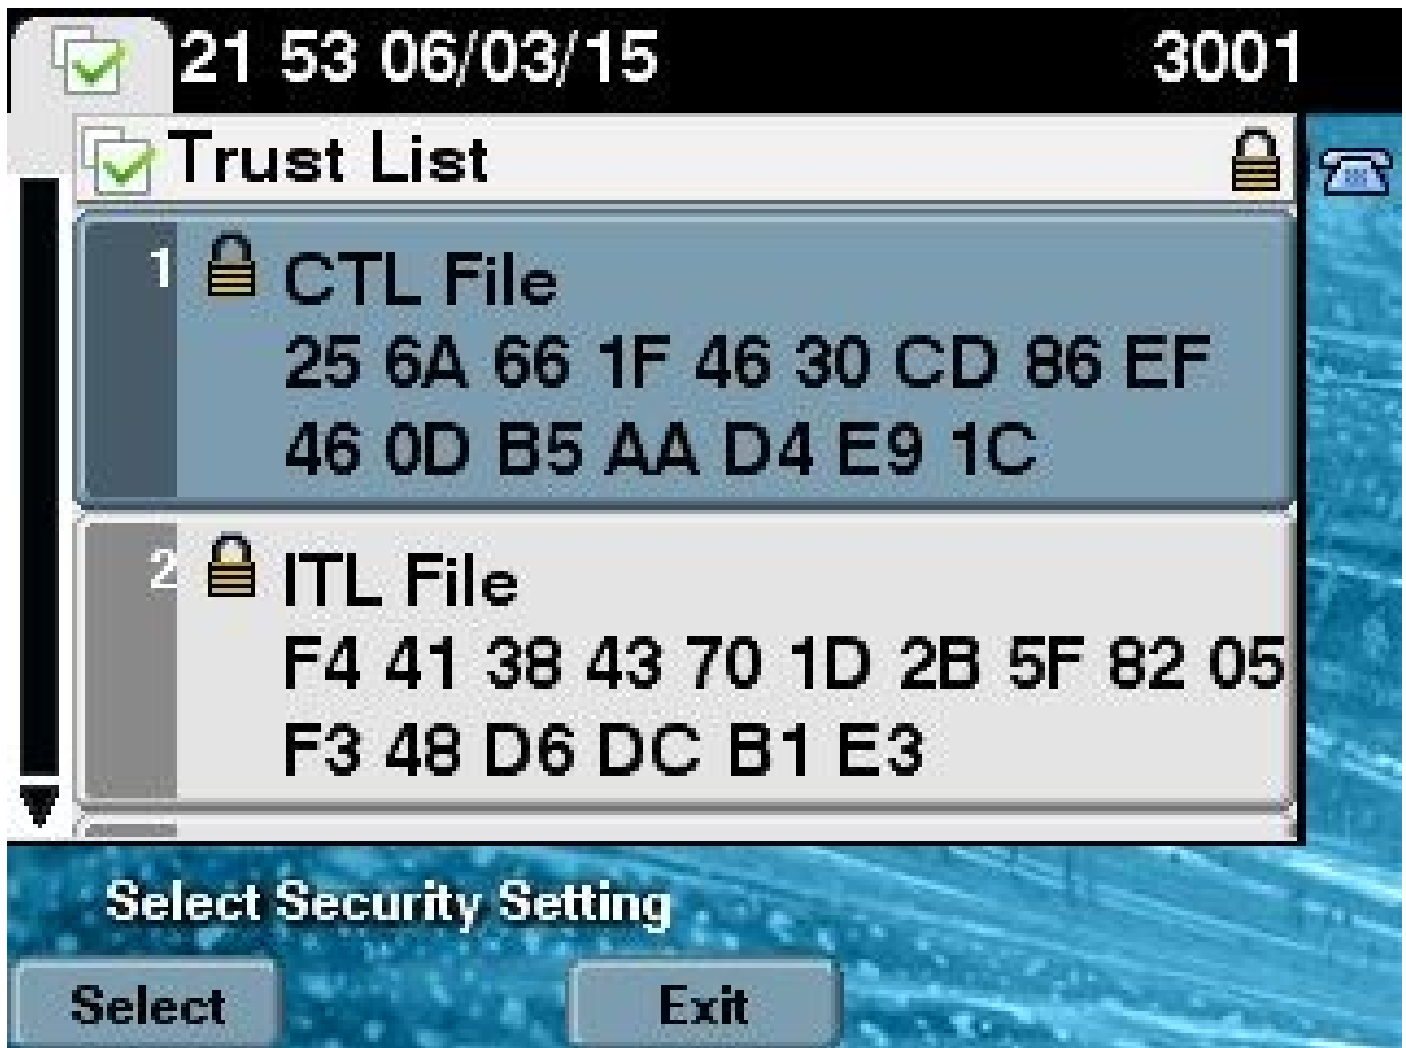 21 53 06/03/15 3001
Trust List
1 CTL File
25 6A 66 1F 46 30 CD 86 EF
46 0D B5 AA D4 E9 1C
2 ITL File
F4 41 38 43 70 1D 2B 5F 82 05
F3 48 D6 DC B1 E3
Select Security Setting
Select Exit